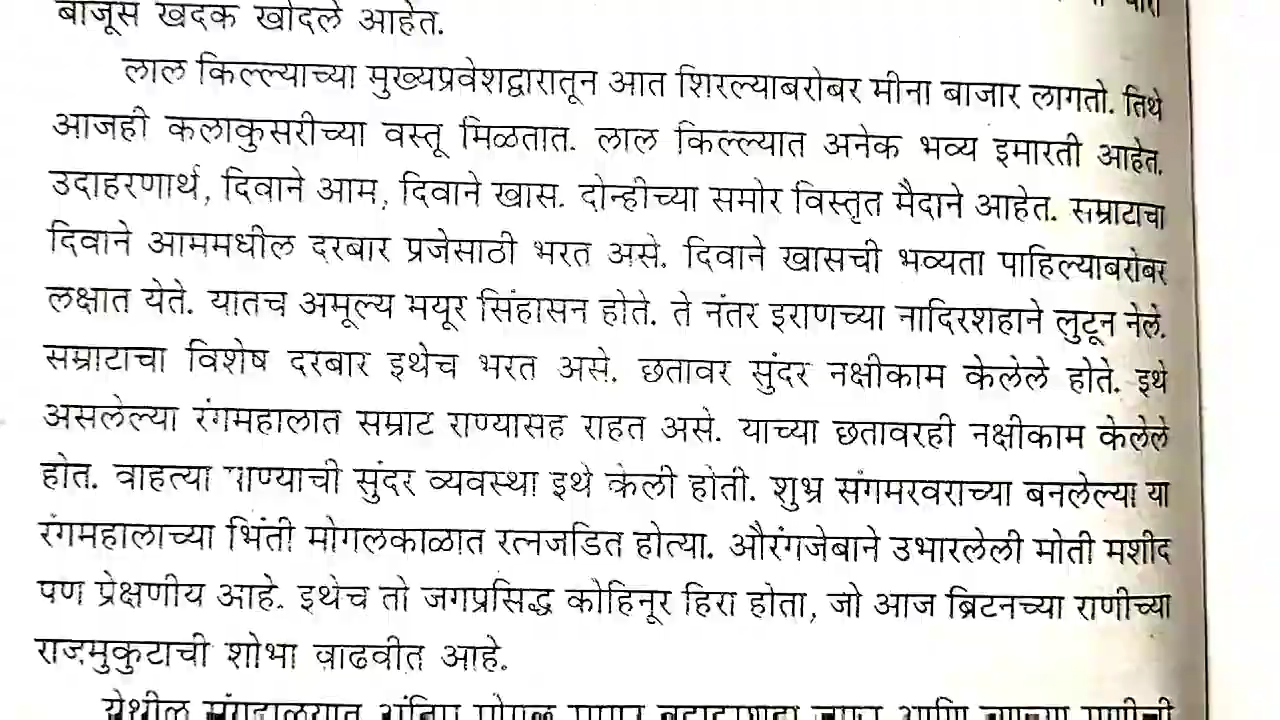 बाजूस खंदक खोदले आहेत.
लाल किल्ल्याच्या मुख्यप्रवेशद्वारातून आत शिरल्याबरोबर मीना बाजार लागतो. तिथे
आजही कलाकुसरीच्या वस्तू मिळतात. लाल किल्ल्यात अनेक भव्य इमारती आहेत.
उदाहरणार्थ, दिवाने आम, दिवाने खास. दोन्हीच्या समोर विस्तृत मैदाने आहेत. सम्राटाचा
दिवाने आममधील दरबार प्रजेसाठी भरत असे. दिवाने खासची भव्यता पाहिल्याबरोबर
लक्षात येते. यातच अमूल्य मयूर सिंहासन होते. ते नंतर इराणच्या नादिरशहाने लुटून नेले.
सम्राटाचा विशेष दरबार इथेच भरत असे. छतावर सुंदर नक्षीकाम केलेले होते. इथे
असलेल्या रंगमहालात सम्राट राण्यासह राहत असे. याच्या छतावरही नक्षीकाम केलेले
होत. वाहत्या पाण्याची सुंदर व्यवस्था इथे केली होती. शुभ्र संगमरवराच्या बनलेल्या या
रंगमहालाच्या भिंती मोगलकाळात रत्नजडित होत्या. औरंगजेबाने उभारलेली मोती मशीद
पण प्रेक्षणीय आहे. इथेच तो जगप्रसिद्ध कोहिनूर हिरा होता, जो आज ब्रिटनच्या राणीच्या
राजमुकुटाची शोभा वाढवीत आहे.